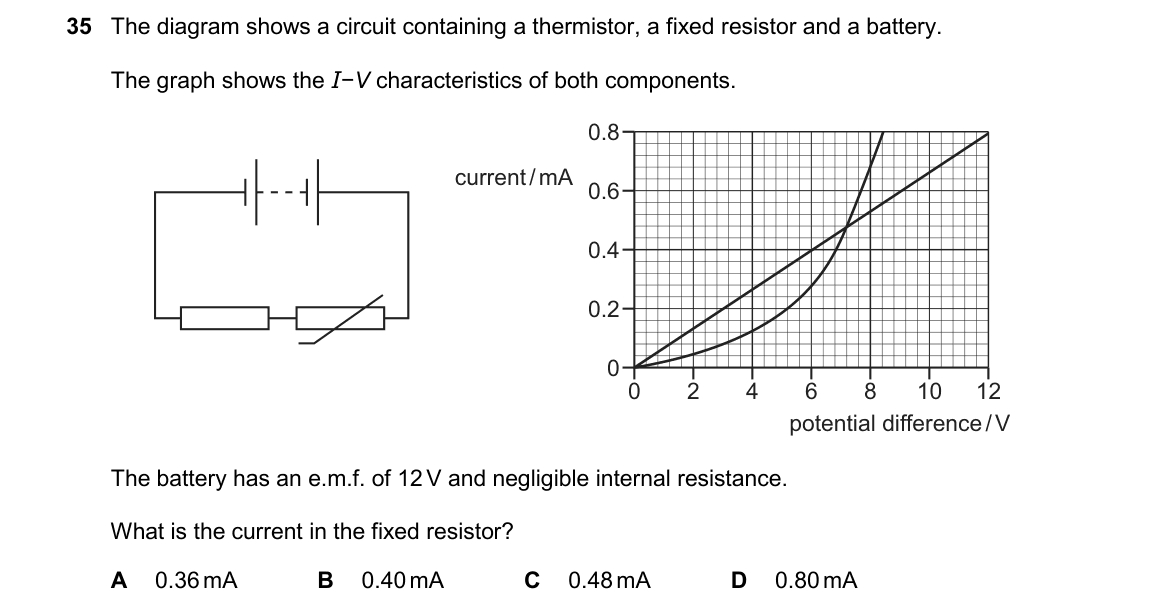 35 The diagram shows a circuit containing a thermistor, a fixed resistor and a battery.
The graph shows the I–V characteristics of both components.
0.8
current / mA
0.6
0.4
0.2
0
0 2 4 6 8 10 12
potential difference / V
The battery has an e.m.f. of 12 V and negligible internal resistance.
What is the current in the fixed resistor?
A 0.36 mA B 0.40 mA C 0.48 mA D 0.80 mA